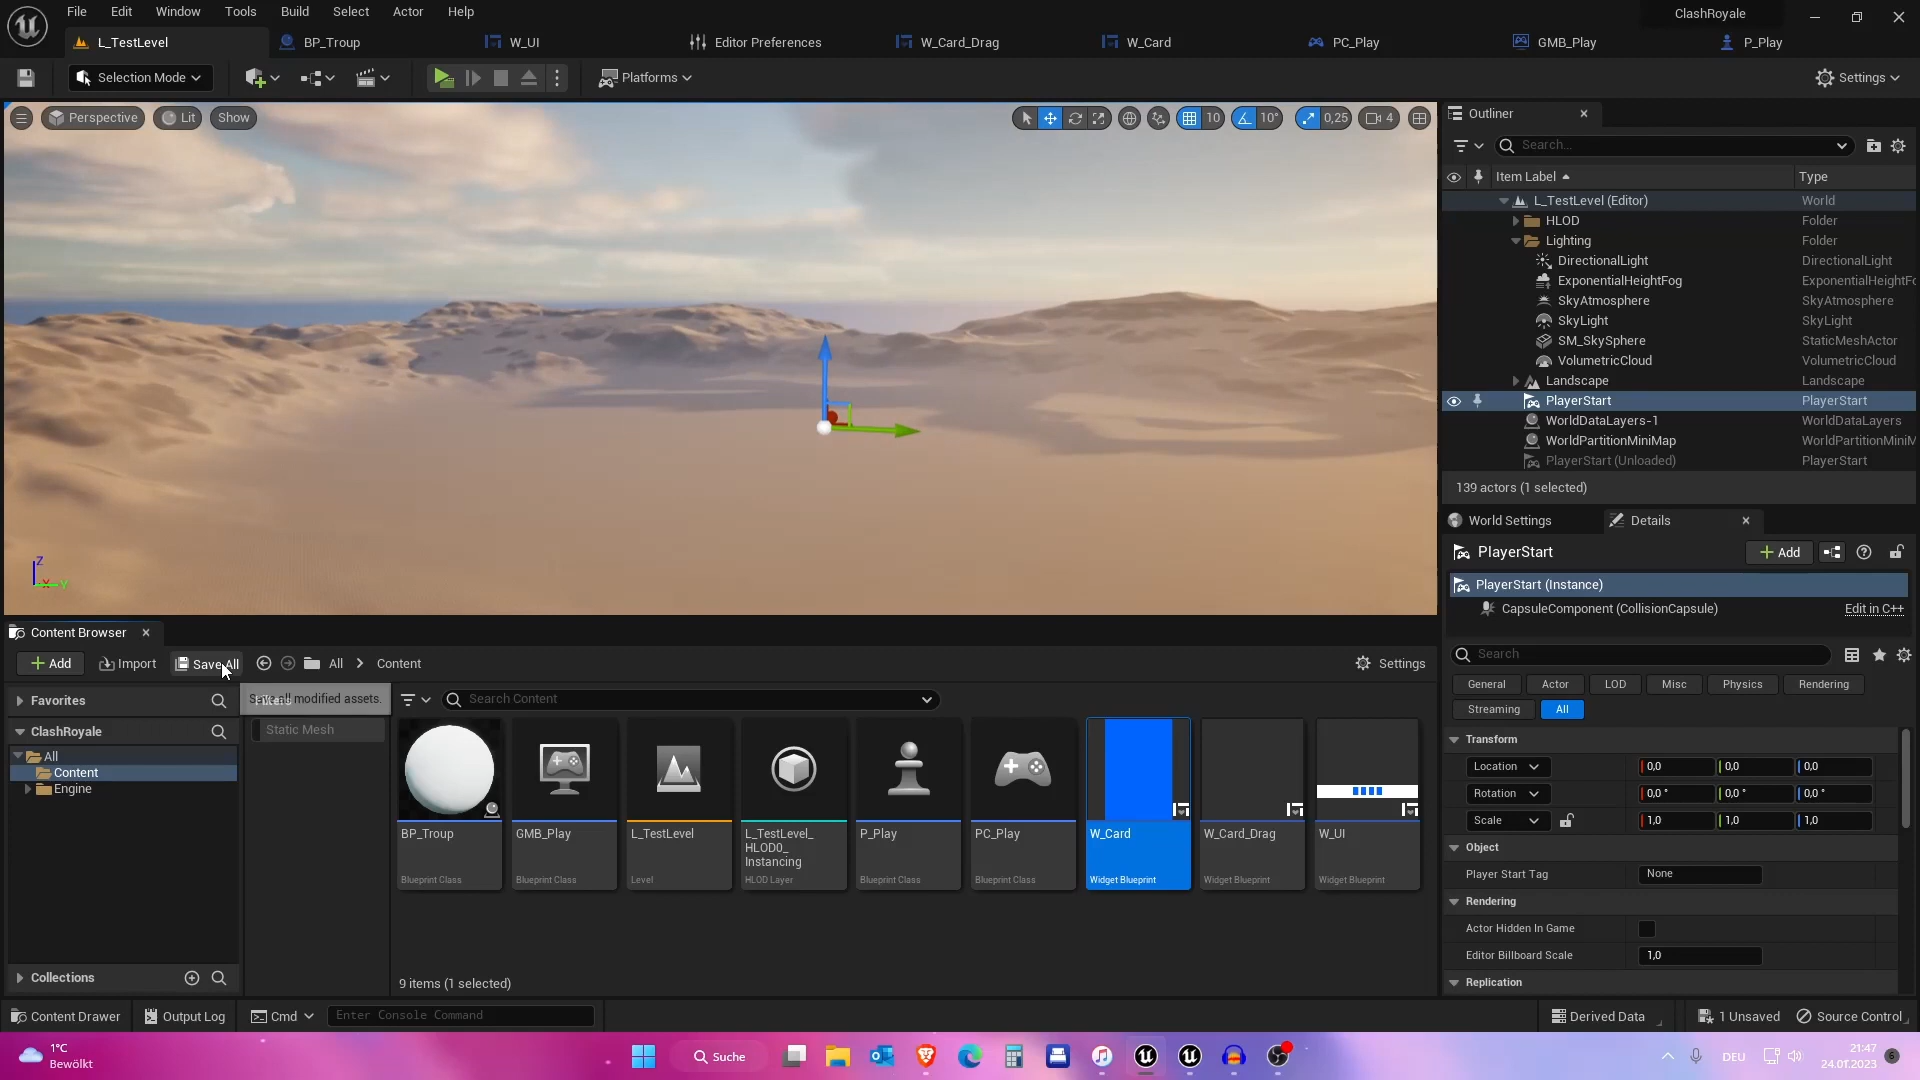 File Edit Window Tools Build Select Actor Help
ClashRoyale
L_TestLevel BP_Troup W_UI Editor Preferences W_Card_Drag W_Card PC_Play GMB_Play P_Play
Selection Mode Platforms Settings
Perspective Lit Show 10 10° 0,25 4
Outliner
Search...
Item Label Type
L_TestLevel (Editor) World
HLOD Folder
Lighting Folder
DirectionalLight DirectionalLight
ExponentialHeightFog ExponentialHeightFo
SkyAtmosphere SkyAtmosphere
SkyLight SkyLight
SM_SkySphere StaticMeshActor
VolumetricCloud VolumetricCloud
Landscape Landscape
PlayerStart PlayerStart
WorldDataLayers-1 WorldDataLayers
WorldPartitionMiniMap WorldPartitionMiniM
PlayerStart (Unloaded) PlayerStart
139 actors (1 selected)
World Settings Details
PlayerStart Add
PlayerStart (Instance)
CapsuleComponent (CollisionCapsule) Edit in C++
Search
General Actor LOD Misc Physics Rendering
Streaming All
Transform
Location 0,0 0,0 0,0
Rotation 0,0 ° 0,0 ° 0,0 °
Scale 1,0 1,0 1,0
Object
Player Start Tag None
Rendering
Actor Hidden In Game
Editor Billboard Scale 1,0
Replication
Z
X Y
Content Browser
Add Import Save All All Content Settings
Favorites
modified assets.
Search Content
ClashRoyale
Static Mesh
All
Content
Engine
BP_Troup
Blueprint Class
GMB_Play
Blueprint Class
L_TestLevel
Level
L_TestLevel_
HLOD0_
Instancing
HLOD Layer
P_Play
Blueprint Class
PC_Play
Blueprint Class
W_Card
Widget Blueprint
W_Card_Drag
Widget Blueprint
W_UI
Widget Blueprint
Collections
9 items (1 selected)
Content Drawer Output Log Cmd Enter Console Command Derived Data 1 Unsaved Source Control
1°C
Bewölkt
Suche
DEU
21:47
24.01.2023
6